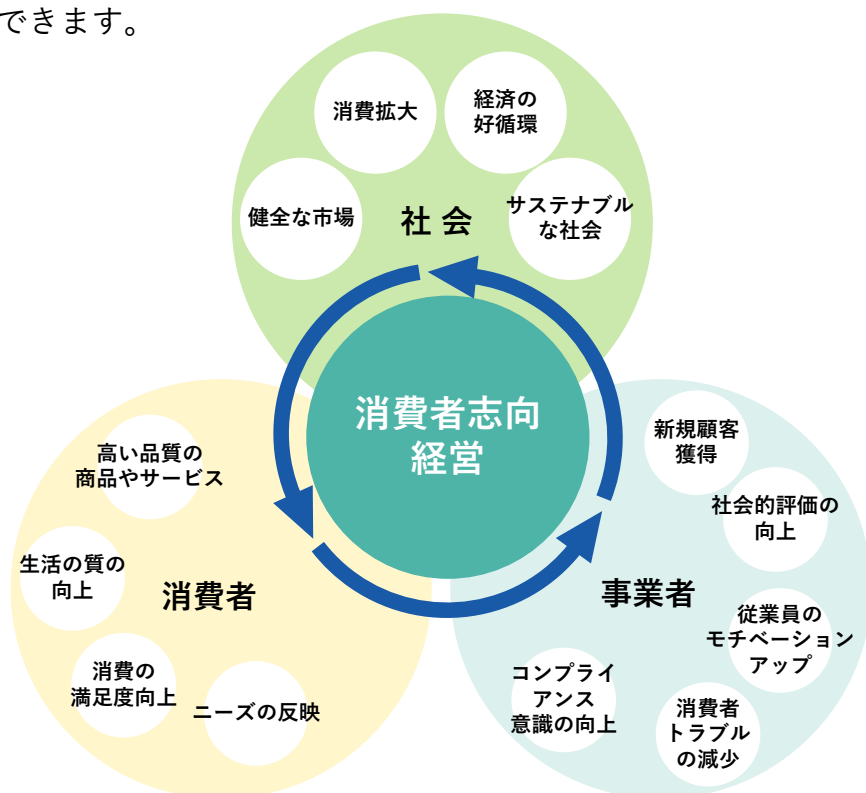 できます。
消費拡大
経済の
好循環
健全な市場
社会
サステナブル
な社会
消費者志向
経営
高い品質の
商品やサービス
生活の質の
向上
消費者
消費の
満足度向上
ニーズの反映
新規顧客
獲得
社会的評価の
向上
事業者
従業員の
モチベーション
アップ
コンプライ
アンス
意識の向上
消費者
トラブル
の減少